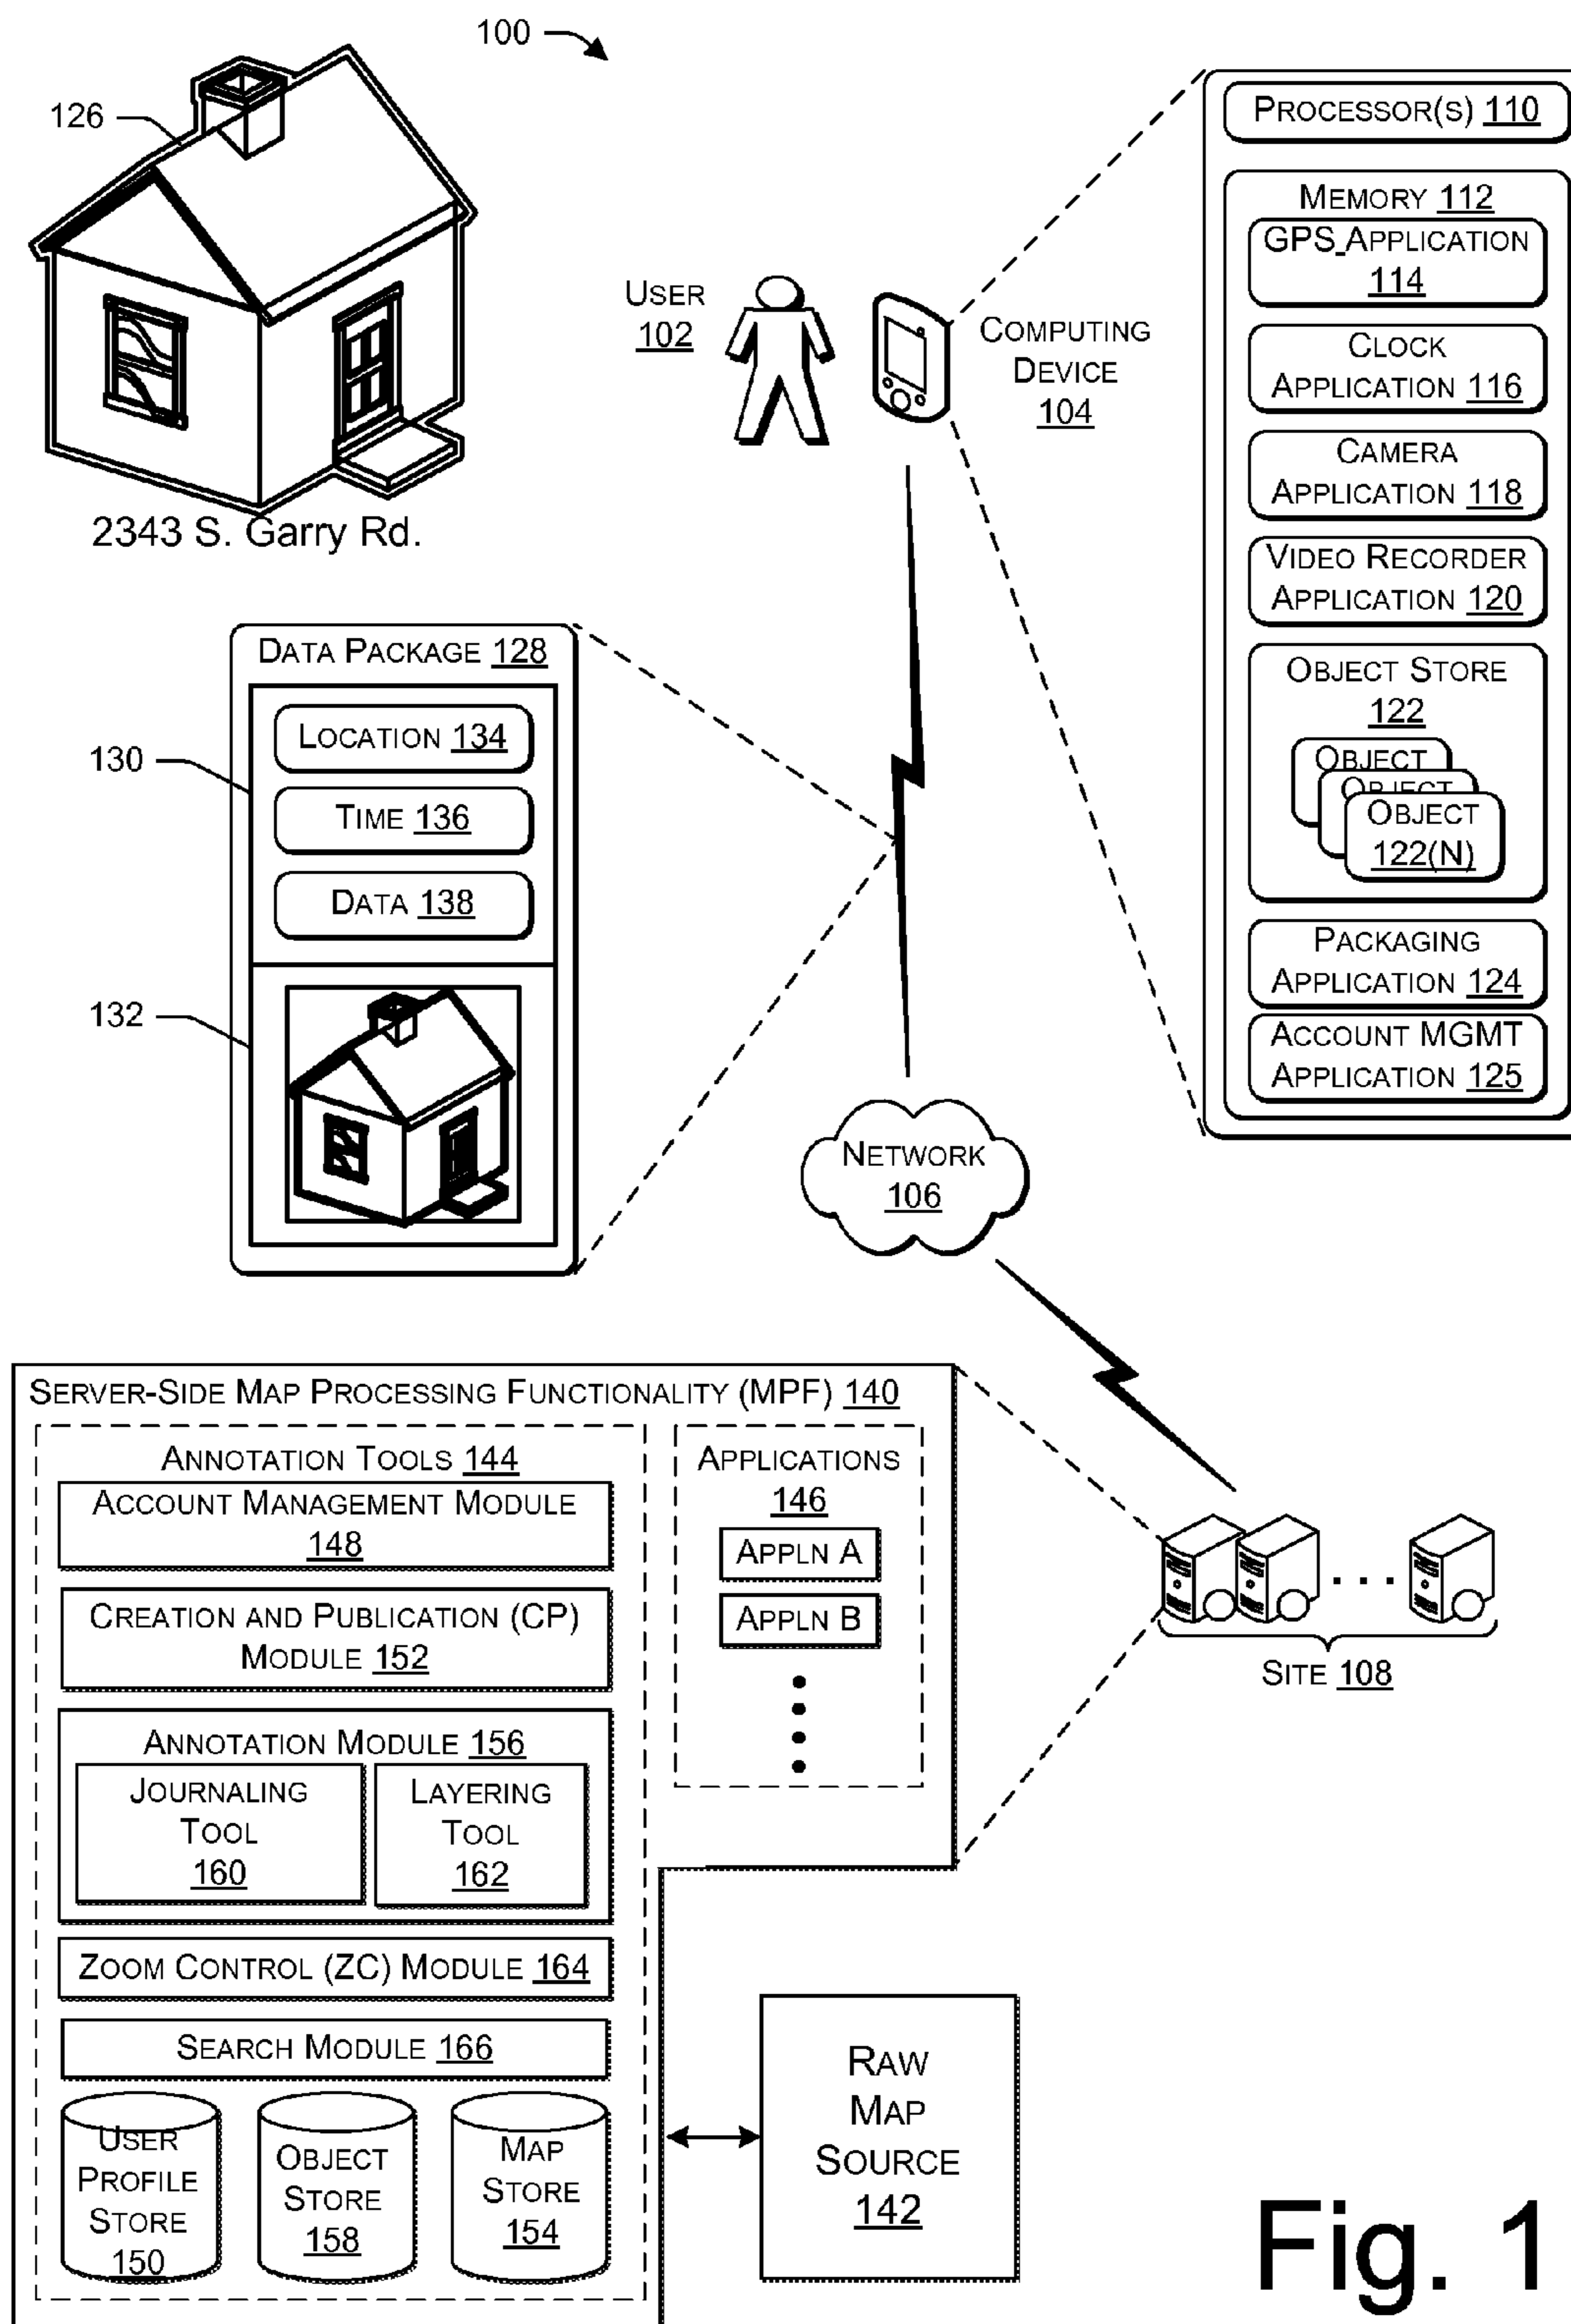 100
126
2343 S. Garry Rd.
USER
102
COMPUTING
DEVICE
104
PROCESSOR(S) 110
MEMORY 112
GPS APPLICATION
114
CLOCK
APPLICATION 116
CAMERA
APPLICATION 118
VIDEO RECORDER
APPLICATION 120
OBJECT STORE
122
OBJECT
OBJECT
OBJECT
122(N)
PACKAGING
APPLICATION 124
ACCOUNT MGMT
APPLICATION 125
DATA PACKAGE 128
130
LOCATION 134
TIME 136
DATA 138
132
NETWORK
106
SERVER-SIDE MAP PROCESSING FUNCTIONALITY (MPF) 140
ANNOTATION TOOLS 144
ACCOUNT MANAGEMENT MODULE
148
CREATION AND PUBLICATION (CP)
MODULE 152
ANNOTATION MODULE 156
JOURNALING
TOOL
160
LAYERING
TOOL
162
ZOOM CONTROL (ZC) MODULE 164
SEARCH MODULE 166
USER
PROFILE
STORE
150
OBJECT
STORE
158
MAP
STORE
154
APPLICATIONS
146
APPLN A
APPLN B
SITE 108
RAW
MAP
SOURCE
142
Fig. 1